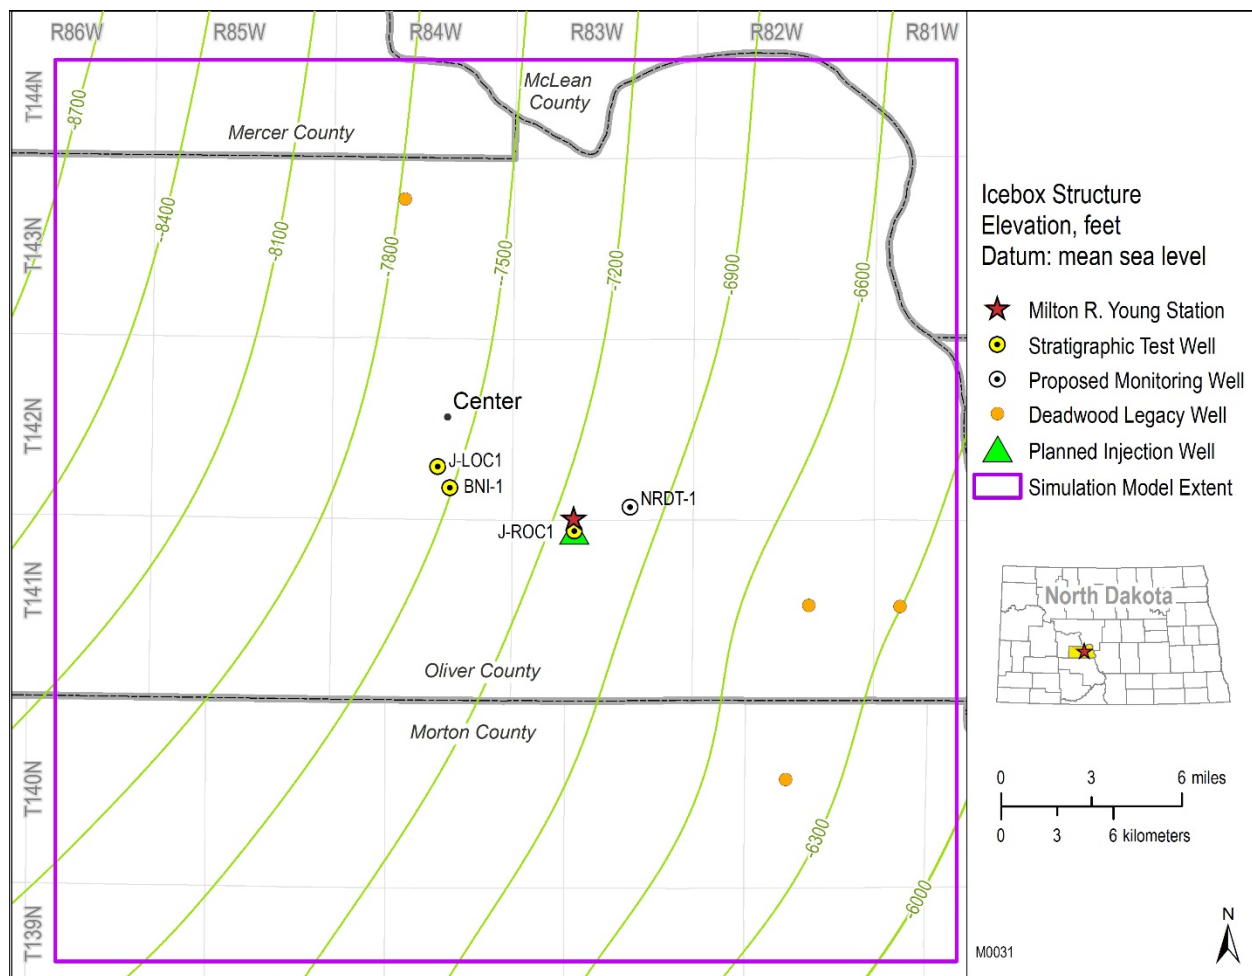 R86W R85W R84W R83W R82W R81W
T144N
T143N
T142N
T141N
T140N
T139N
McLean
County
Mercer County
-8700
-8400
-8100
-7800
-7500
-7200
-6900
-6600
Center
J-LOC1
BNI-1
NRDT-1
J-ROC1
Oliver County
Morton County
-6300
-6000
Icebox Structure
Elevation, feet
Datum: mean sea level
Milton R. Young Station
Stratigraphic Test Well
Proposed Monitoring Well
Deadwood Legacy Well
Planned Injection Well
Simulation Model Extent
North Dakota
0 3 6 miles
0 3 6 kilometers
N
M0031